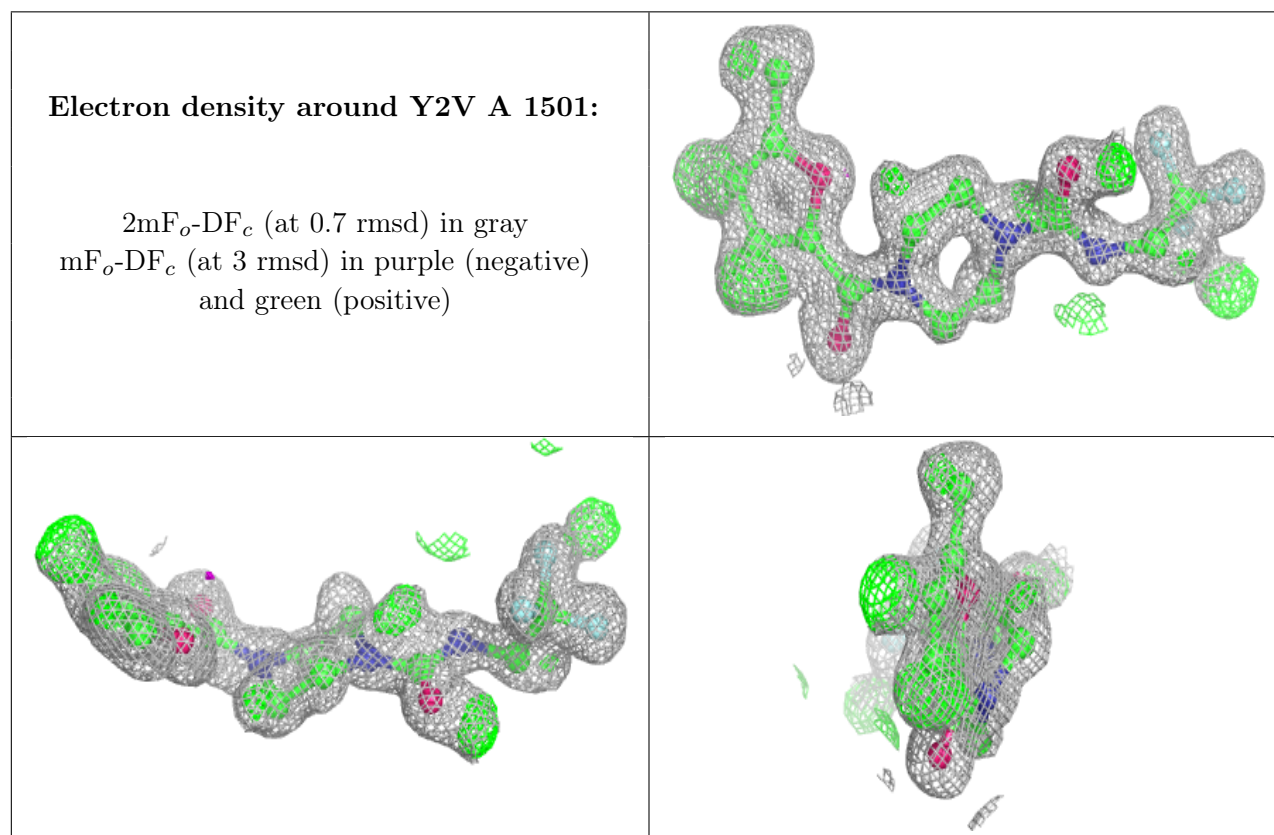 Electron density around Y2V A 1501:
2mFₒ-DF𝒸 (at 0.7 rmsd) in gray
mFₒ-DF𝒸 (at 3 rmsd) in purple (negative)
and green (positive)